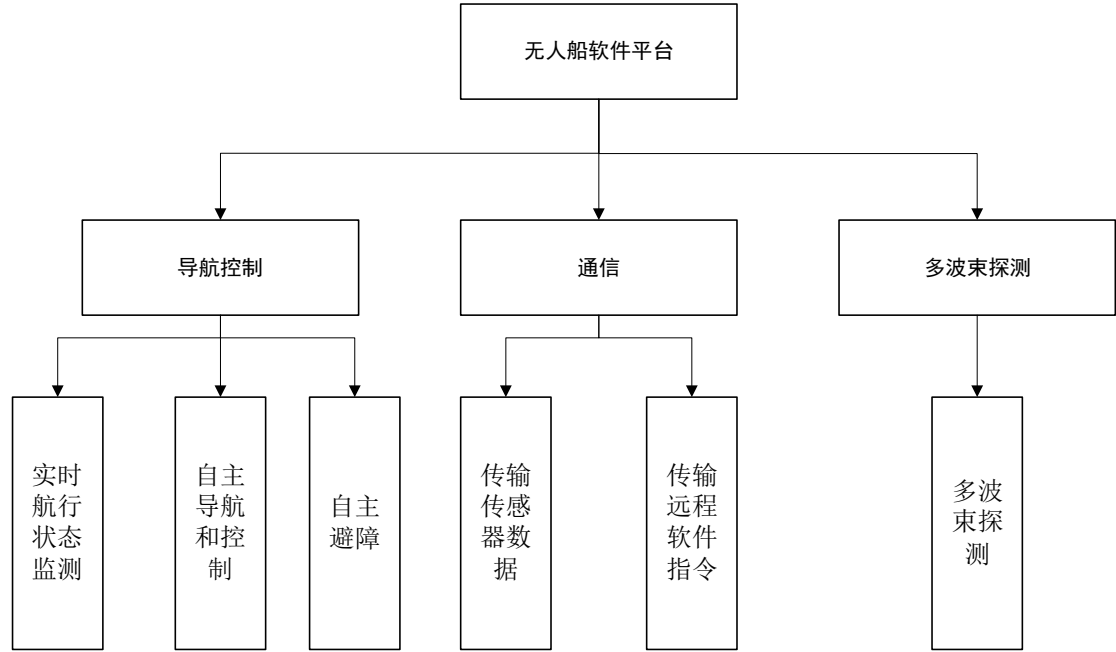 无人船软件平台
导航控制
通信
多波束探测
实时
航行
状态
监测
自主
导航
和控
制
自主
避障
传输
传感
器数
据
传输
远程
软件
指令
多波
束探
测